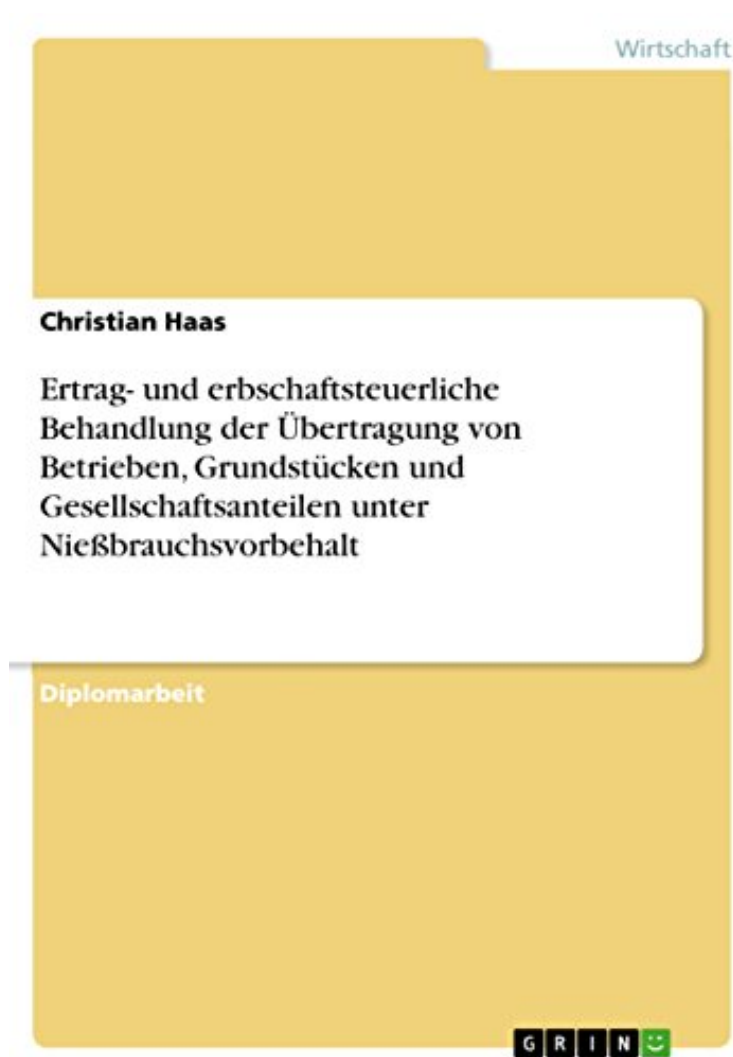 Wirtschaft
Christian Haas
Ertrag- und erbschaftsteuerliche
Behandlung der Übertragung von
Betrieben, Grundstücken und
Gesellschaftsanteilen unter
Nießbrauchsvorbehalt
Diplomarbeit
GRIN